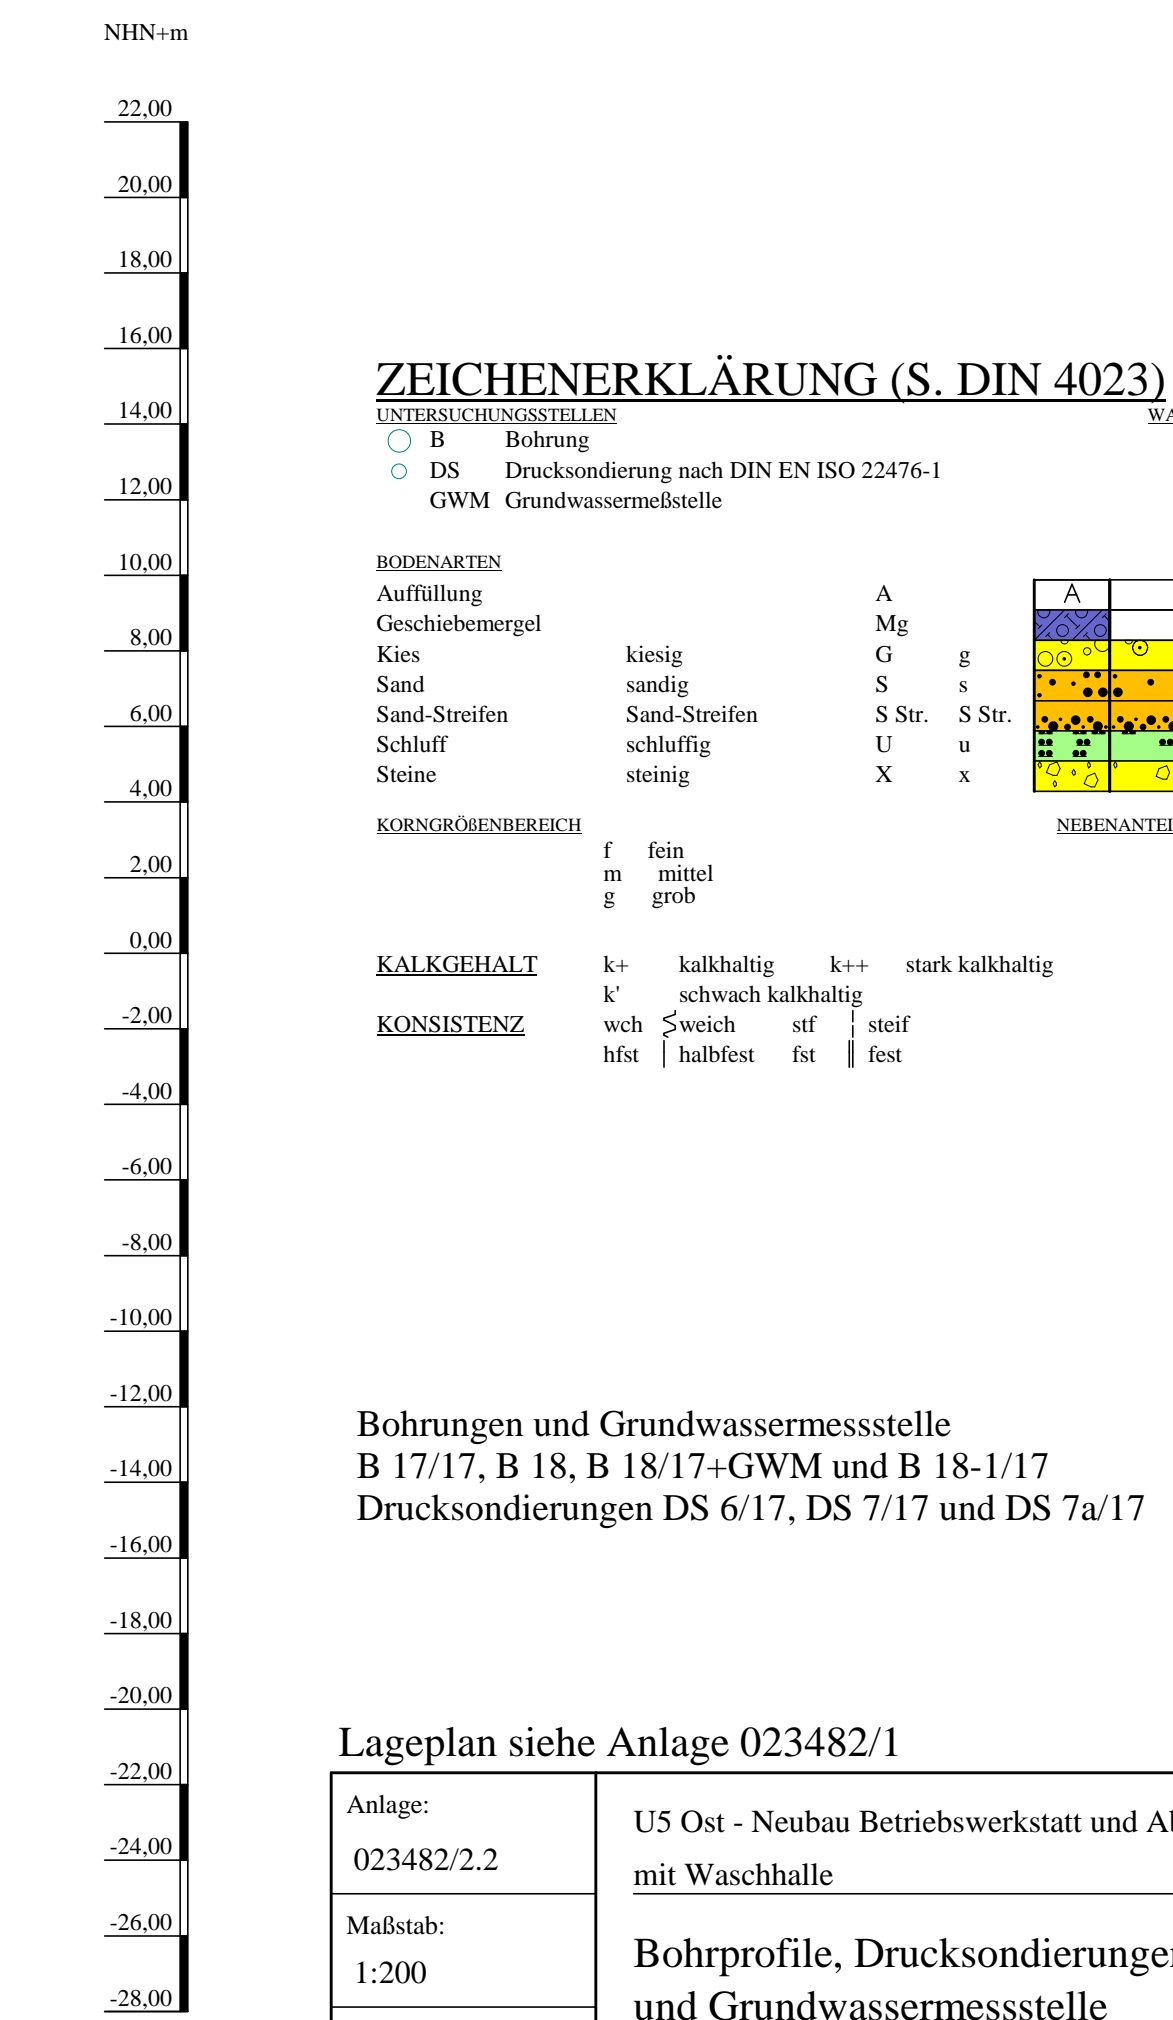 NHN+m
22,00
20,00
18,00
16,00
14,00
12,00
10,00
8,00
6,00
4,00
2,00
0,00
-2,00
-4,00
-6,00
-8,00
-10,00
-12,00
-14,00
-16,00
-18,00
-20,00
-22,00
-24,00
-26,00
-28,00
ZEICHENERKLÄRUNG (S. DIN 4023)
UNTERSUCHUNGSSTELLEN WA
B Bohrung
DS Drucksondierung nach DIN EN ISO 22476-1
GWM Grundwassermeßstelle
BODENARTEN
Auffüllung A A
Geschiebemergel Mg
Kies kiesig G g
Sand sandig S s
Sand-Streifen Sand-Streifen S Str. S Str.
Schluff schluffig U u
Steine steinig X x
KORNGRÖßENBEREICH NEBENANTEI
f fein
m mittel
g grob
KALKGEHALT k+ kalkhaltig k++ stark kalkhaltig
k' schwach kalkhaltig
KONSISTENZ wch weich stf steif
hfst halbfest fst fest
Bohrungen und Grundwassermessstelle
B 17/17, B 18, B 18/17+GWM und B 18-1/17
Drucksondierungen DS 6/17, DS 7/17 und DS 7a/17
Lageplan siehe Anlage 023482/1
Anlage:
023482/2.2
Maßstab:
1:200
U5 Ost - Neubau Betriebswerkstatt und Ab
mit Waschhalle
Bohrprofile, Drucksondierungen
und Grundwassermessstelle